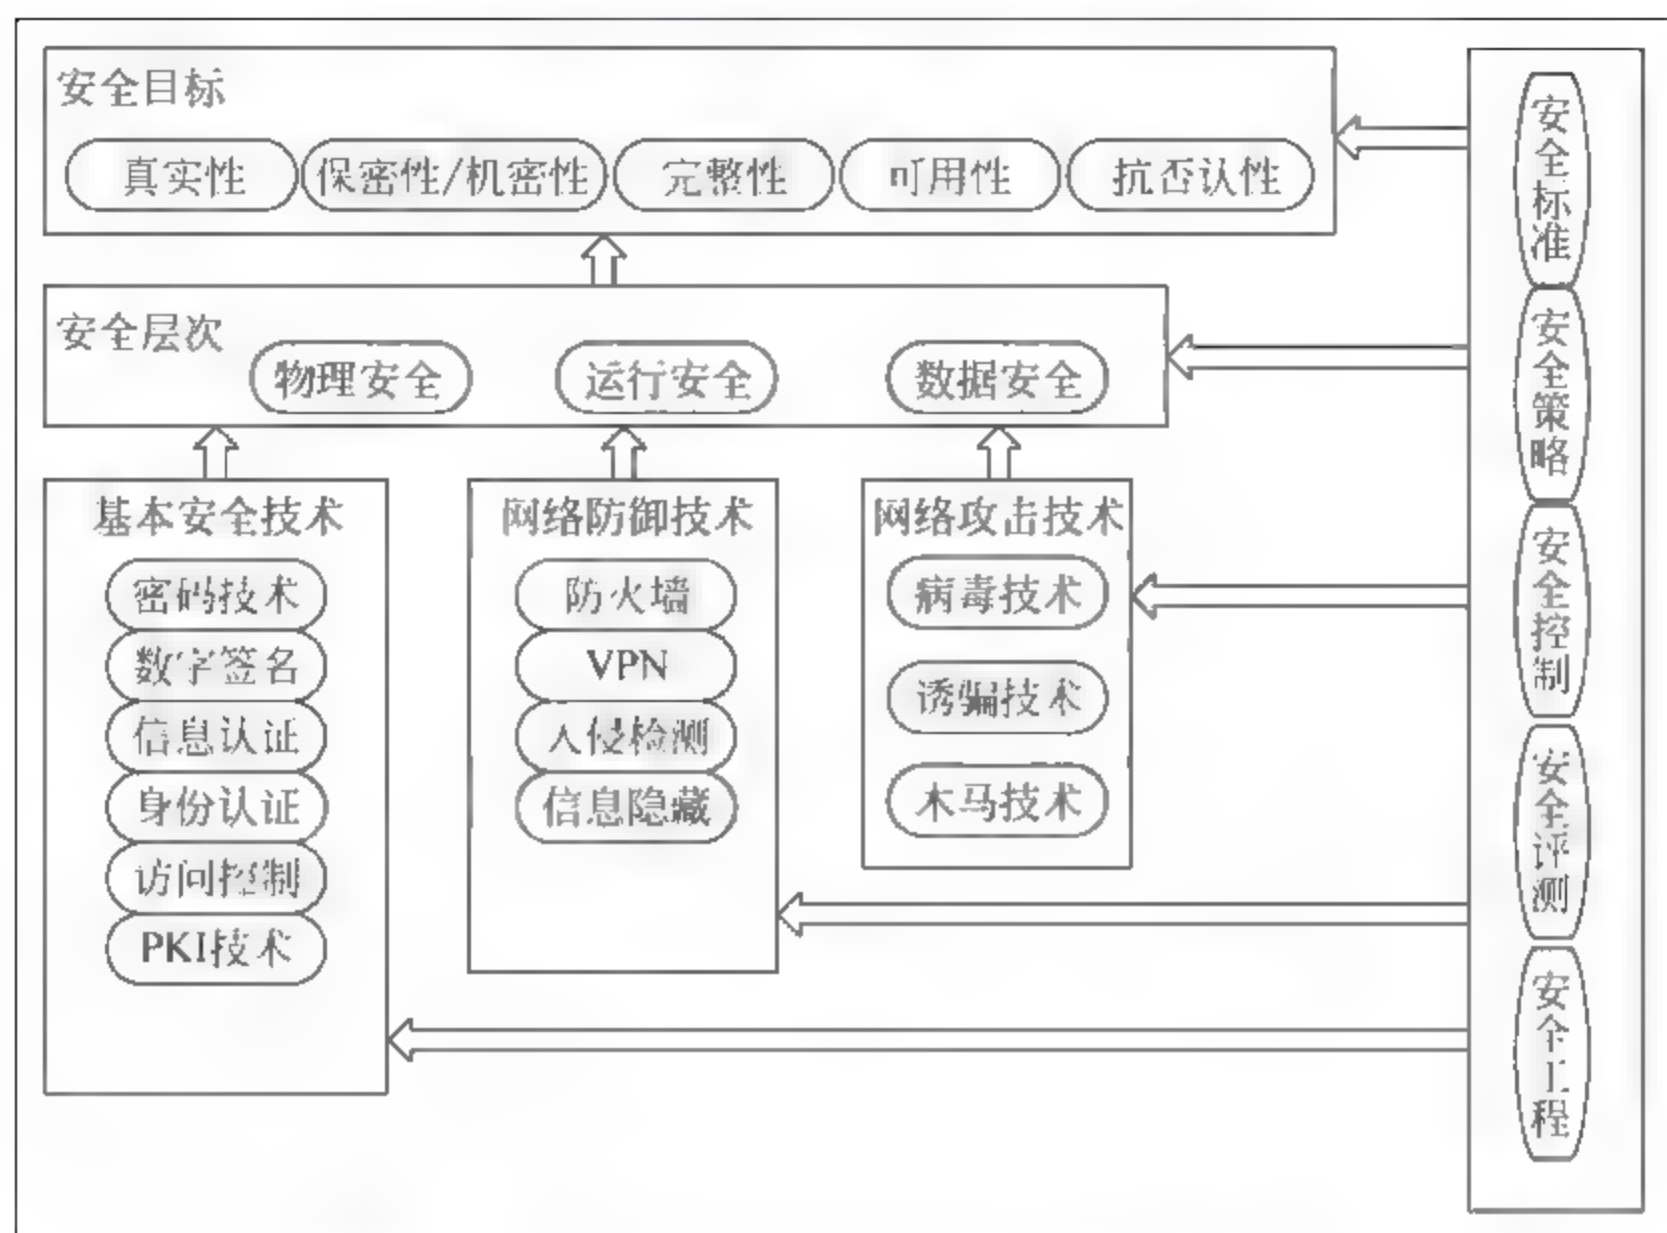 安全目标
真实性
保密性/机密性
完整性
可用性
抗否认性
安全层次
物理安全
运行安全
数据安全
基本安全技术
密码技术
数字签名
信息认证
身份认证
访问控制
PKI技术
网络防御技术
防火墙
VPN
入侵检测
信息隐藏
网络攻击技术
病毒技术
诱骗技术
木马技术
安全标准
安全策略
安全控制
安全评测
安全工程